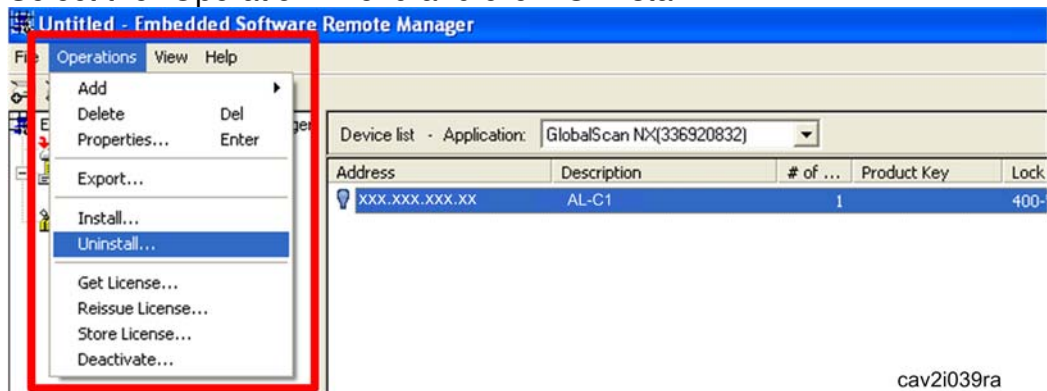 Untitled - Embedded Software Remote Manager
File Operations View Help
Add
Delete Del
Properties... Enter
Export...
Install...
Uninstall...
Get License...
Reissue License...
Store License...
Deactivate...
Device list - Application: GlobalScan NX(336920832)
Address Description # of ... Product Key Lock
XXX.XXX.XXX.XX AL-C1 1 400-
cav2i039ra